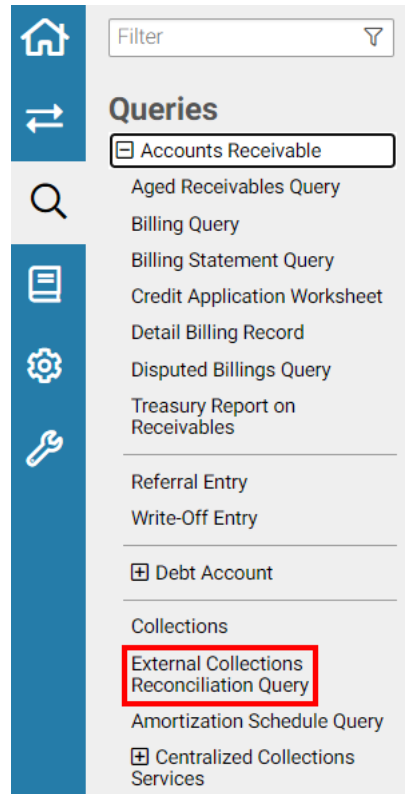 Filter
Queries
Accounts Receivable
Aged Receivables Query
Billing Query
Billing Statement Query
Credit Application Worksheet
Detail Billing Record
Disputed Billings Query
Treasury Report on
Receivables
Referral Entry
Write-Off Entry
Debt Account
Collections
External Collections
Reconciliation Query
Amortization Schedule Query
Centralized Collections
Services